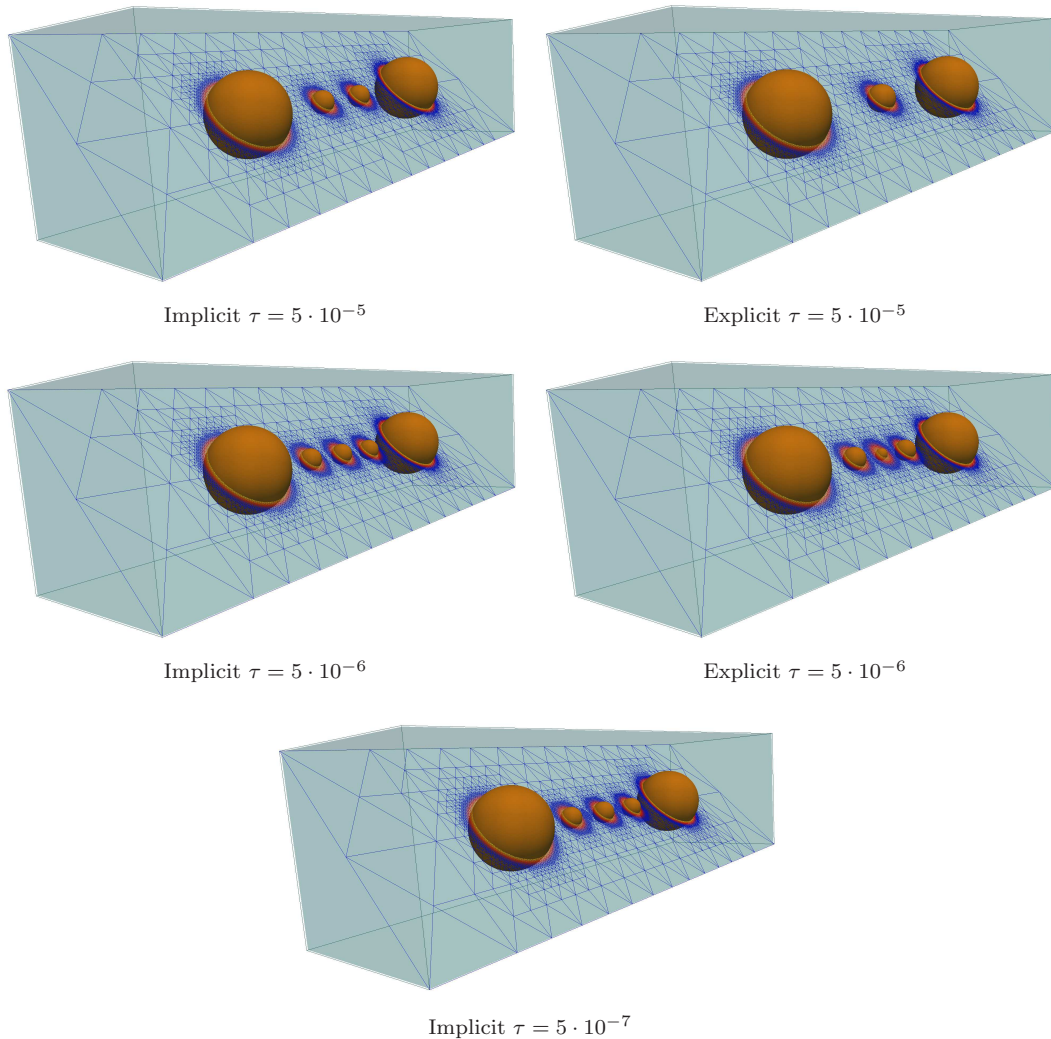 Implicit τ = 5 · 10⁻⁵
Explicit τ = 5 · 10⁻⁵
Implicit τ = 5 · 10⁻⁶
Explicit τ = 5 · 10⁻⁶
Implicit τ = 5 · 10⁻⁷